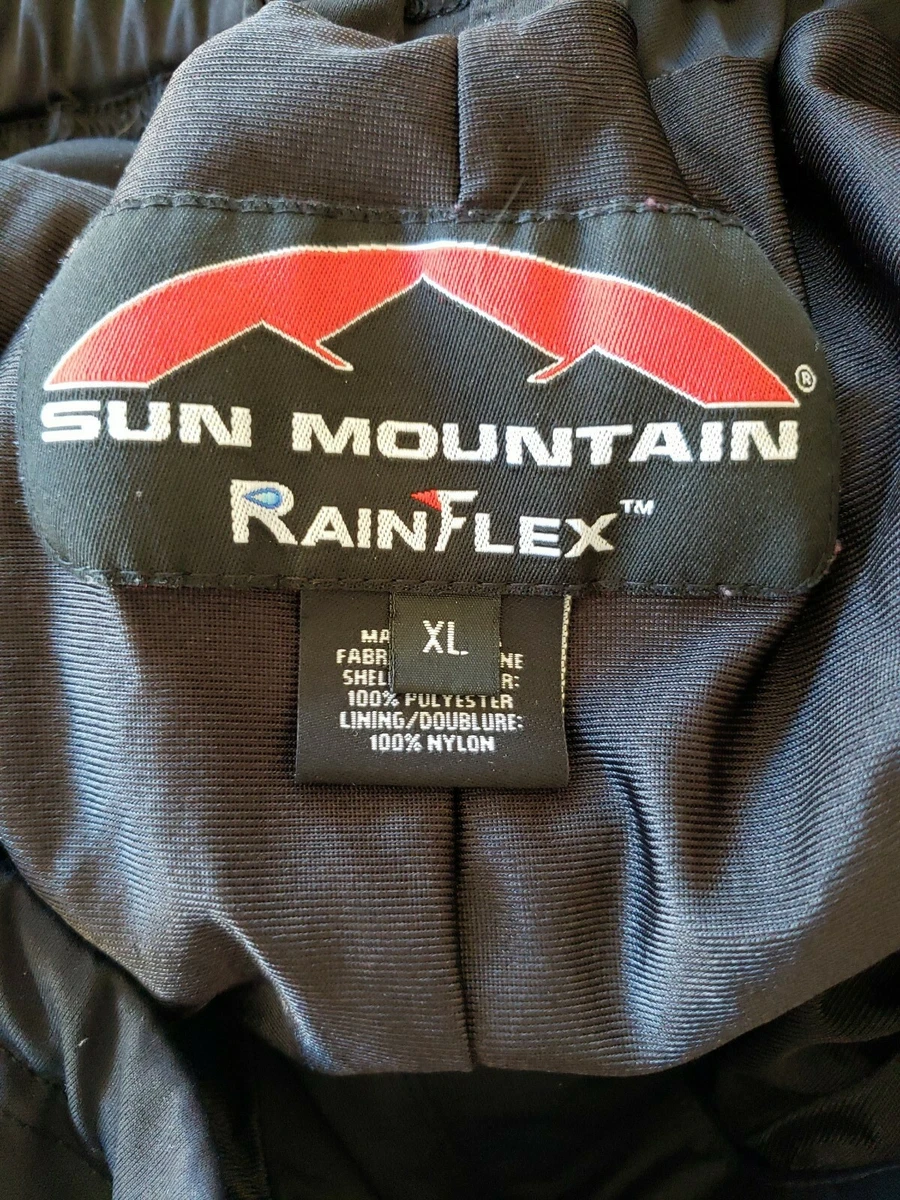 ®
SUN MOUNTAIN
RAINFLEX™
XL
100% POLYESTER
LINING/DOUBLURE:
100% NYLON